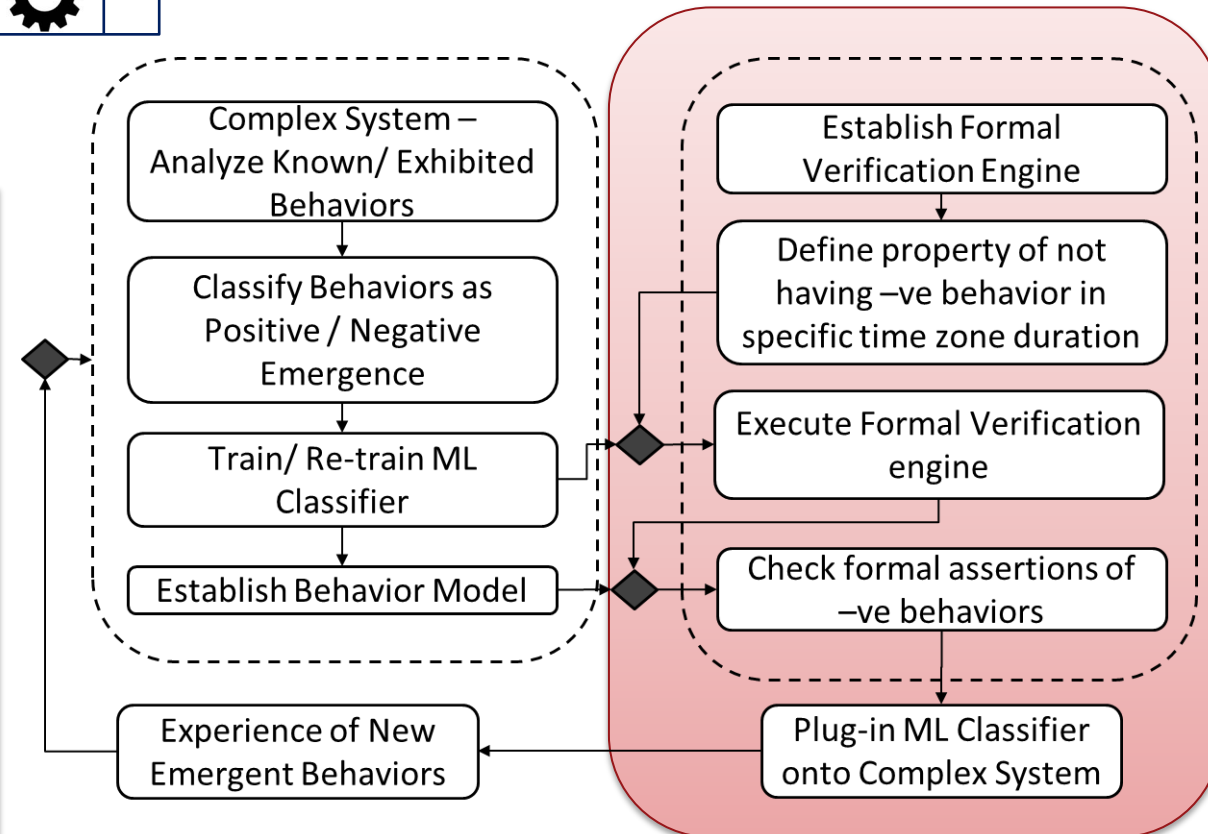 Complex System –
Analyze Known/ Exhibited
Behaviors
Classify Behaviors as
Positive / Negative
Emergence
Train/ Re-train ML
Classifier
Establish Behavior Model
Experience of New
Emergent Behaviors
Establish Formal
Verification Engine
Define property of not
having –ve behavior in
specific time zone duration
Execute Formal Verification
engine
Check formal assertions of
–ve behaviors
Plug-in ML Classifier
onto Complex System